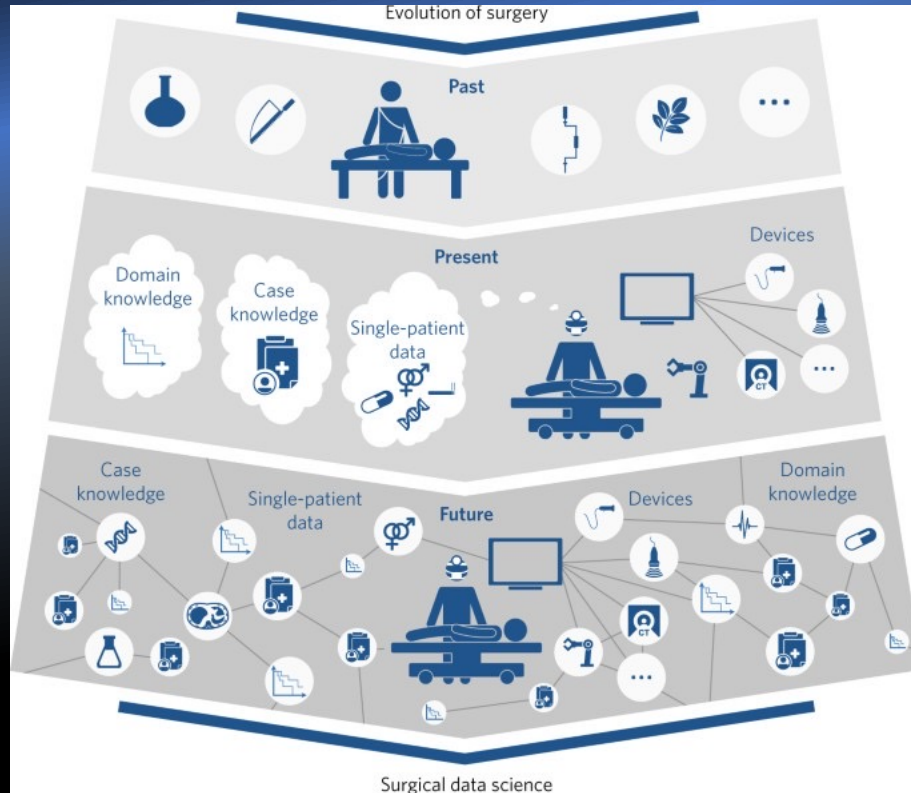 Evolution of surgery
Past
...
Present
Devices
Domain
knowledge
Case
knowledge
Single-patient
data
CT
...
Case
knowledge
Single-patient
data
Future
Devices
Domain
knowledge
CT
...
Surgical data science